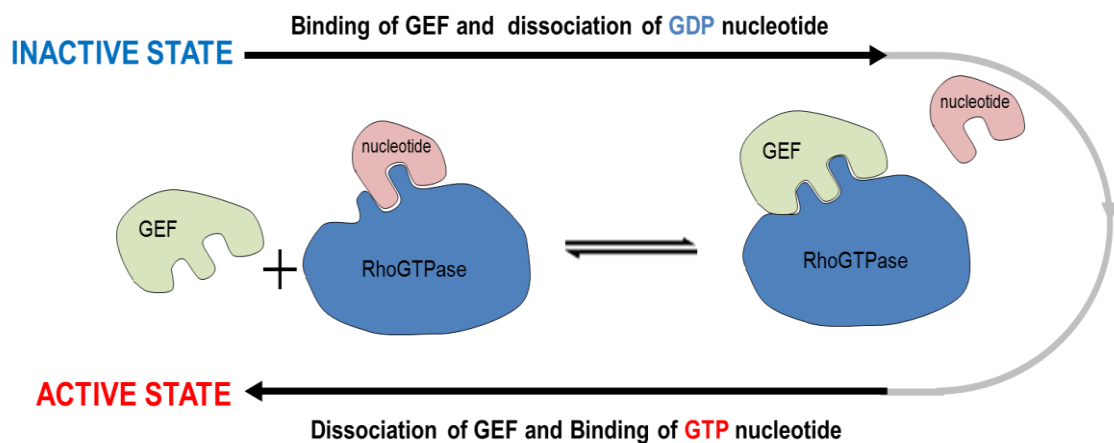 Binding of GEF and dissociation of GDP nucleotide
INACTIVE STATE
nucleotide
nucleotide
GEF
GEF
+
RhoGTPase
RhoGTPase
ACTIVE STATE
Dissociation of GEF and Binding of GTP nucleotide